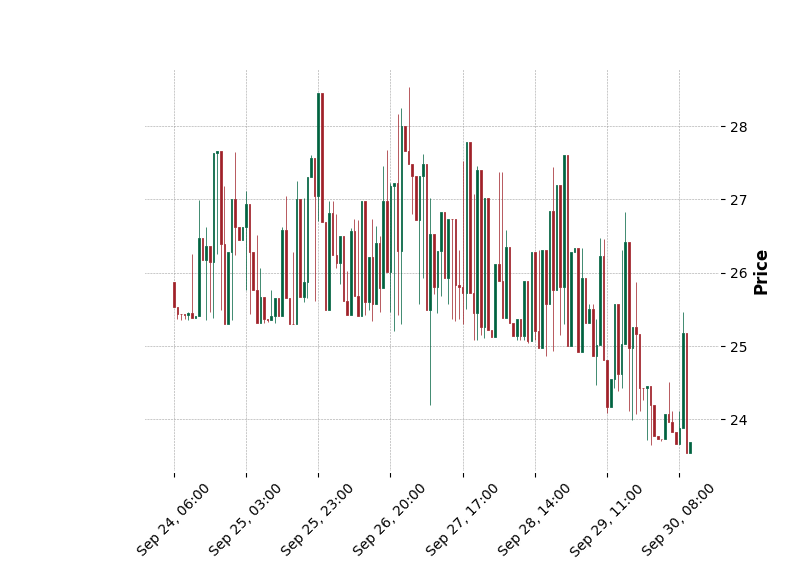 28
27
26
25
24
Price
Sep 24, 06:00
Sep 25, 03:00
Sep 25, 23:00
Sep 26, 20:00
Sep 27, 17:00
Sep 28, 14:00
Sep 29, 11:00
Sep 30, 08:00